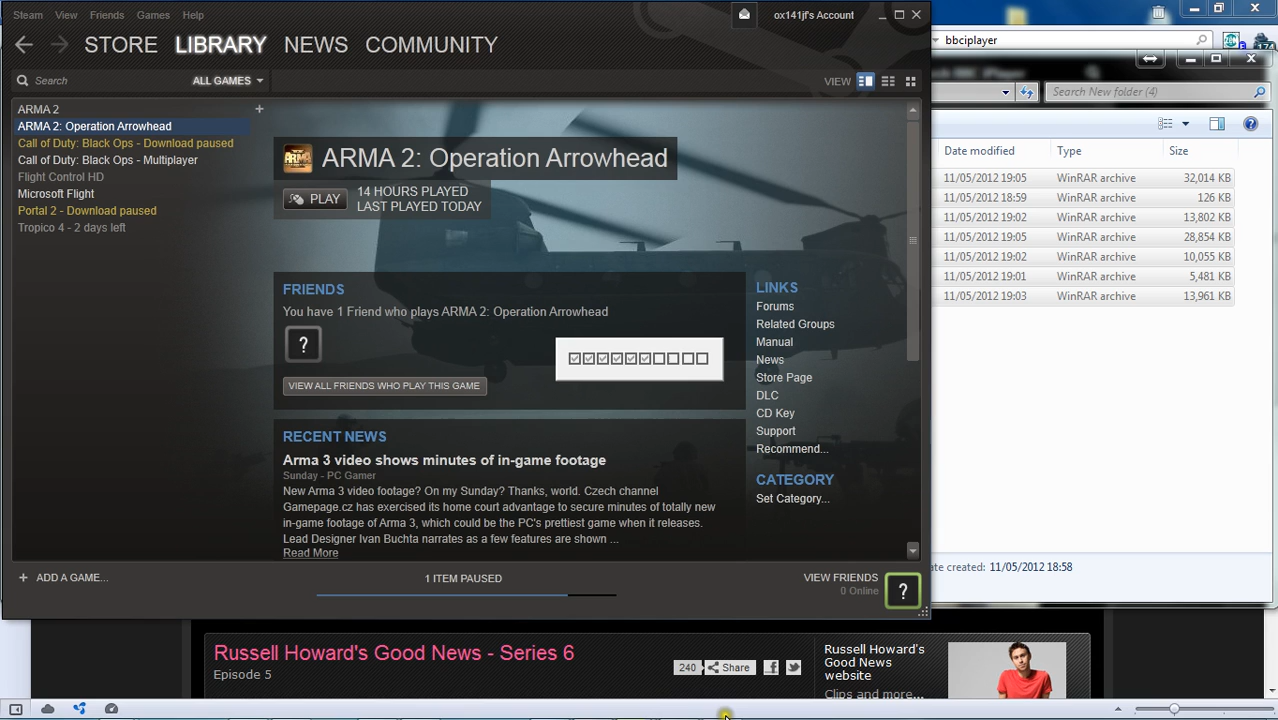 Steam View Friends Games Help
ox141jf's Account
STORE LIBRARY NEWS COMMUNITY
Search
ALL GAMES
VIEW
ARMA 2
ARMA 2: Operation Arrowhead
Call of Duty: Black Ops - Download paused
Call of Duty: Black Ops - Multiplayer
Flight Control HD
Microsoft Flight
Portal 2 - Download paused
Tropico 4 - 2 days left
ARMA 2: Operation Arrowhead
PLAY
14 HOURS PLAYED
LAST PLAYED TODAY
FRIENDS
You have 1 Friend who plays ARMA 2: Operation Arrowhead
?
VIEW ALL FRIENDS WHO PLAY THIS GAME
RECENT NEWS
Arma 3 video shows minutes of in-game footage
Sunday - PC Gamer
New Arma 3 video footage? On my Sunday? Thanks, world. Czech channel
Gamepage.cz has exercised its home court advantage to secure minutes of totally new
in-game footage of Arma 3, which could be the PC's prettiest game when it releases.
Lead Designer Ivan Buchta narrates as a few features are shown ...
Read More
LINKS
Forums
Related Groups
Manual
News
Store Page
DLC
CD Key
Support
Recommend...
CATEGORY
Set Category...
+ ADD A GAME...
1 ITEM PAUSED
VIEW FRIENDS
0 Online
?
bbciplayer
174
Search New folder (4)
Date modified Type Size
11/05/2012 19:05 WinRAR archive 32,014 KB
11/05/2012 18:59 WinRAR archive 126 KB
11/05/2012 19:02 WinRAR archive 13,802 KB
11/05/2012 19:05 WinRAR archive 28,854 KB
11/05/2012 19:02 WinRAR archive 10,055 KB
11/05/2012 19:01 WinRAR archive 5,481 KB
11/05/2012 19:03 WinRAR archive 13,961 KB
created: 11/05/2012 18:58
Russell Howard's Good News - Series 6
Episode 5
240 Share
Russell Howard's
Good News
website
Clips and more...